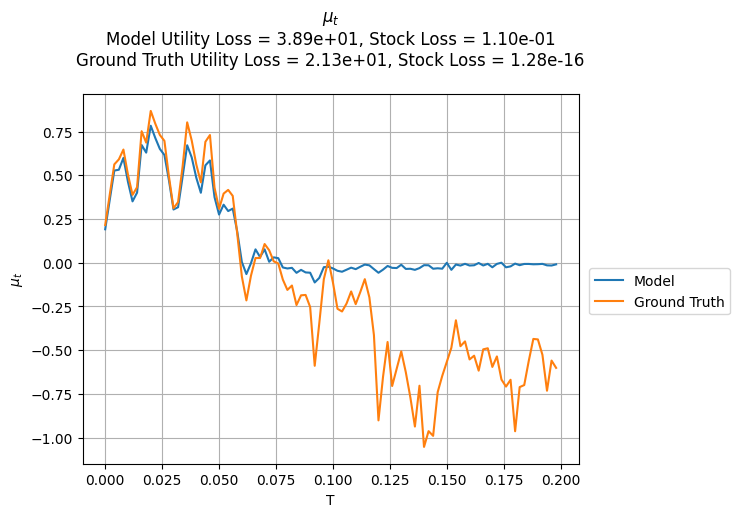 μₜ
Model Utility Loss = 3.89e+01, Stock Loss = 1.10e-01
Ground Truth Utility Loss = 2.13e+01, Stock Loss = 1.28e-16
0.75
0.50
0.25
0.00
−0.25
−0.50
−0.75
−1.00
μₜ
0.000
0.025
0.050
0.075
0.100
0.125
0.150
0.175
0.200
T
Model
Ground Truth